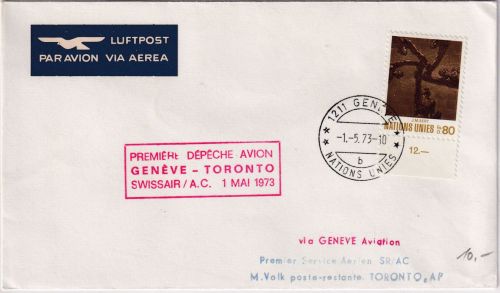 LUFTPOST
PAR AVION VIA AEREA
J.M. SERT
NATIONS UNIES 80
12.—
1211 GENÈVE
-1.-5.73-10
b
NATIONS UNIES
PREMIÈRE DÉPÊCHE AVION
GENÈVE - TORONTO
SWISSAIR / A.C. 1 MAI 1973
via GENEVE Aviation
10,-
Premier Service Aerien SR/AC
M. Volk poste-restante. TORONTO, AP